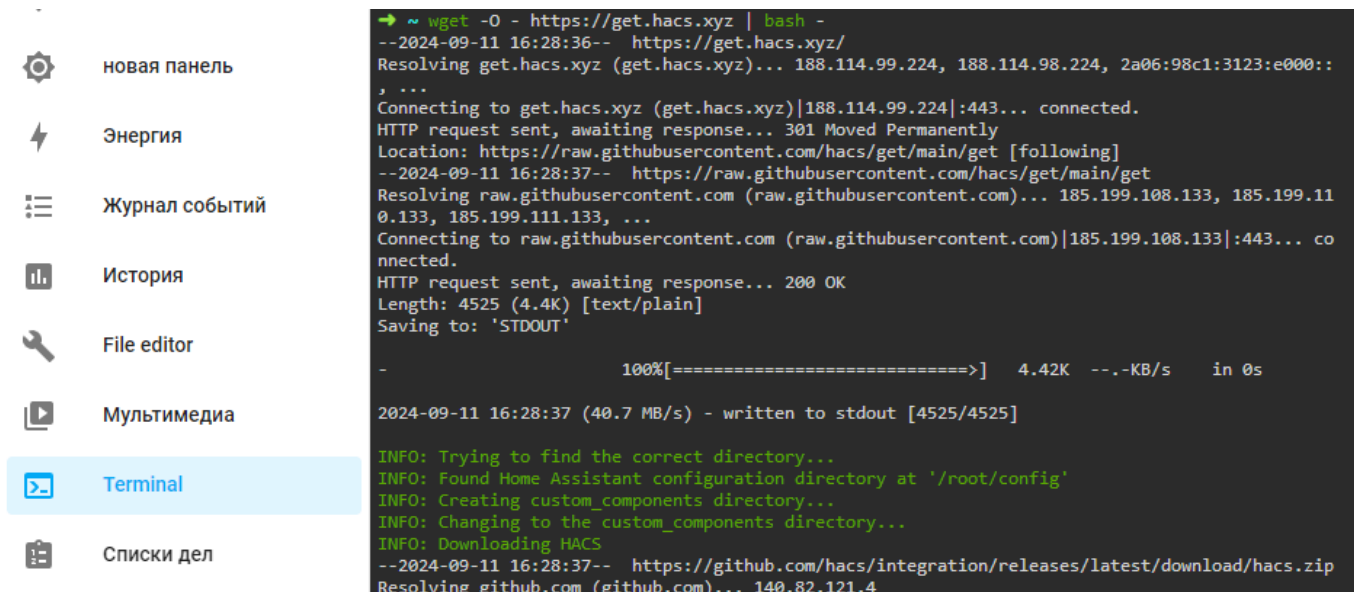 новая панель
Энергия
Журнал событий
История
File editor
Мультимедиа
Terminal
Списки дел
➜ ~ wget -O - https://get.hacs.xyz | bash -
--2024-09-11 16:28:36--  https://get.hacs.xyz/
Resolving get.hacs.xyz (get.hacs.xyz)... 188.114.99.224, 188.114.98.224, 2a06:98c1:3123:e000::
, ...
Connecting to get.hacs.xyz (get.hacs.xyz)|188.114.99.224|:443... connected.
HTTP request sent, awaiting response... 301 Moved Permanently
Location: https://raw.githubusercontent.com/hacs/get/main/get [following]
--2024-09-11 16:28:37--  https://raw.githubusercontent.com/hacs/get/main/get
Resolving raw.githubusercontent.com (raw.githubusercontent.com)... 185.199.108.133, 185.199.11
0.133, 185.199.111.133, ...
Connecting to raw.githubusercontent.com (raw.githubusercontent.com)|185.199.108.133|:443... co
nnected.
HTTP request sent, awaiting response... 200 OK
Length: 4525 (4.4K) [text/plain]
Saving to: 'STDOUT'
-                       100%[=============================>]   4.42K  --.-KB/s    in 0s
2024-09-11 16:28:37 (40.7 MB/s) - written to stdout [4525/4525]
INFO: Trying to find the correct directory...
INFO: Found Home Assistant configuration directory at '/root/config'
INFO: Creating custom_components directory...
INFO: Changing to the custom_components directory...
INFO: Downloading HACS
--2024-09-11 16:28:37--  https://github.com/hacs/integration/releases/latest/download/hacs.zip
Resolving github.com (github.com)... 140.82.121.4